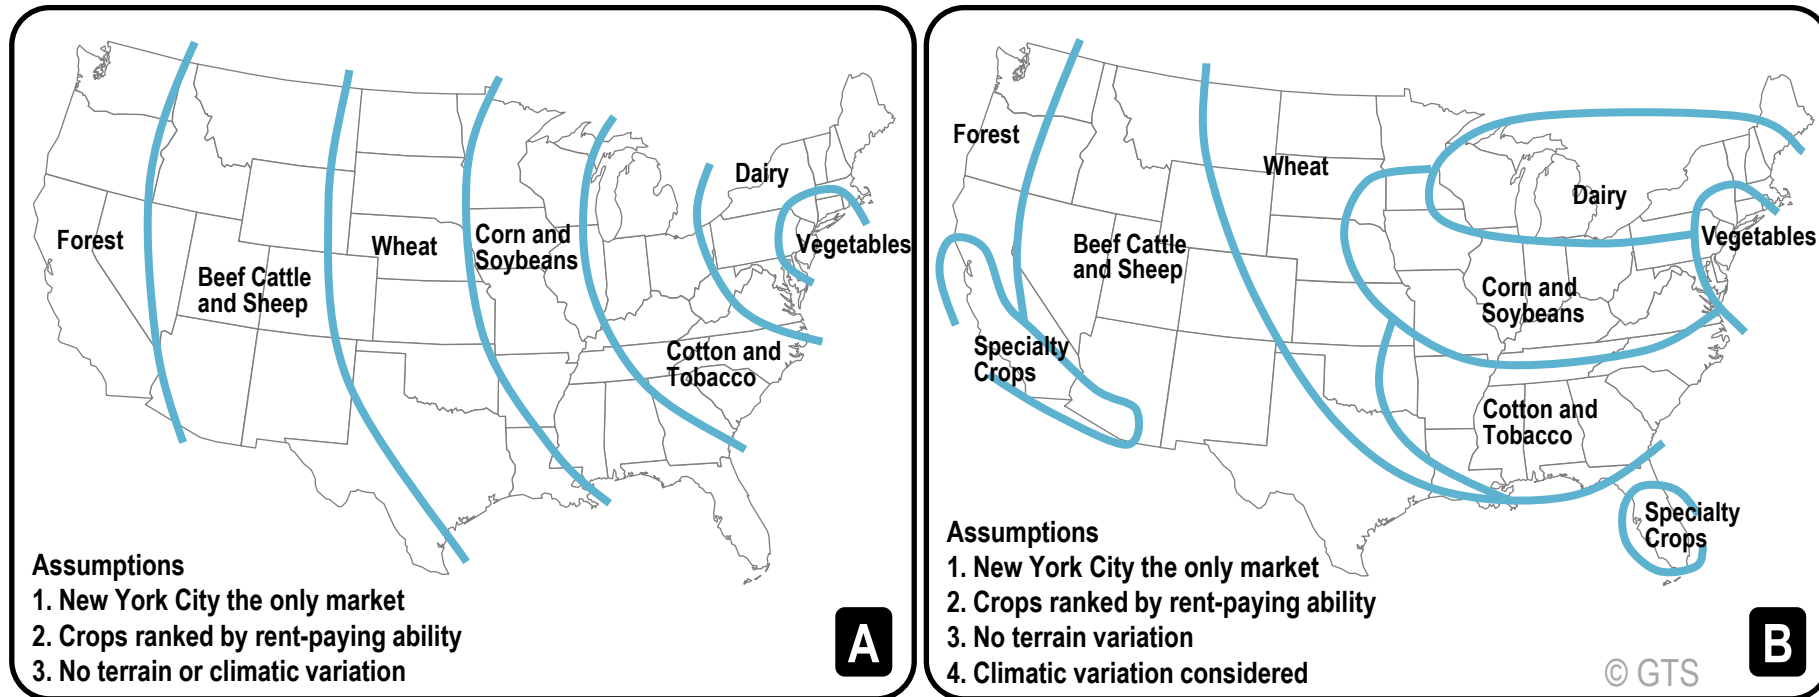 Forest
Beef Cattle
and Sheep
Wheat
Corn and
Soybeans
Dairy
Vegetables
Cotton and
Tobacco
Assumptions
1. New York City the only market
2. Crops ranked by rent-paying ability
3. No terrain or climatic variation
A
Forest
Wheat
Dairy
Beef Cattle
and Sheep
Vegetables
Corn and
Soybeans
Specialty
Crops
Cotton and
Tobacco
Specialty
Crops
Assumptions
1. New York City the only market
2. Crops ranked by rent-paying ability
3. No terrain variation
4. Climatic variation considered
© GTS
B